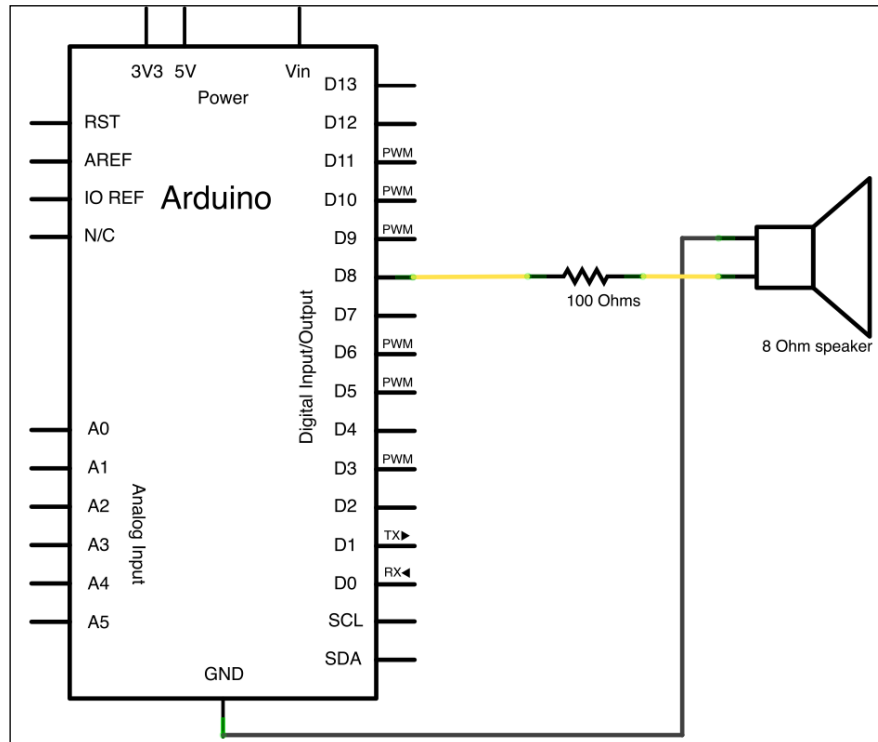 3V3 5V Vin
Power
Arduino
RST
AREF
IO REF
N/C
A0
A1
A2
A3
A4
A5
Analog Input
D13
D12
D11 PWM
D10 PWM
D9 PWM
D8
D7
D6 PWM
D5 PWM
D4
D3 PWM
D2
D1 TX▶
D0 RX◀
SCL
SDA
Digital Input/Output
GND
100 Ohms
8 Ohm speaker